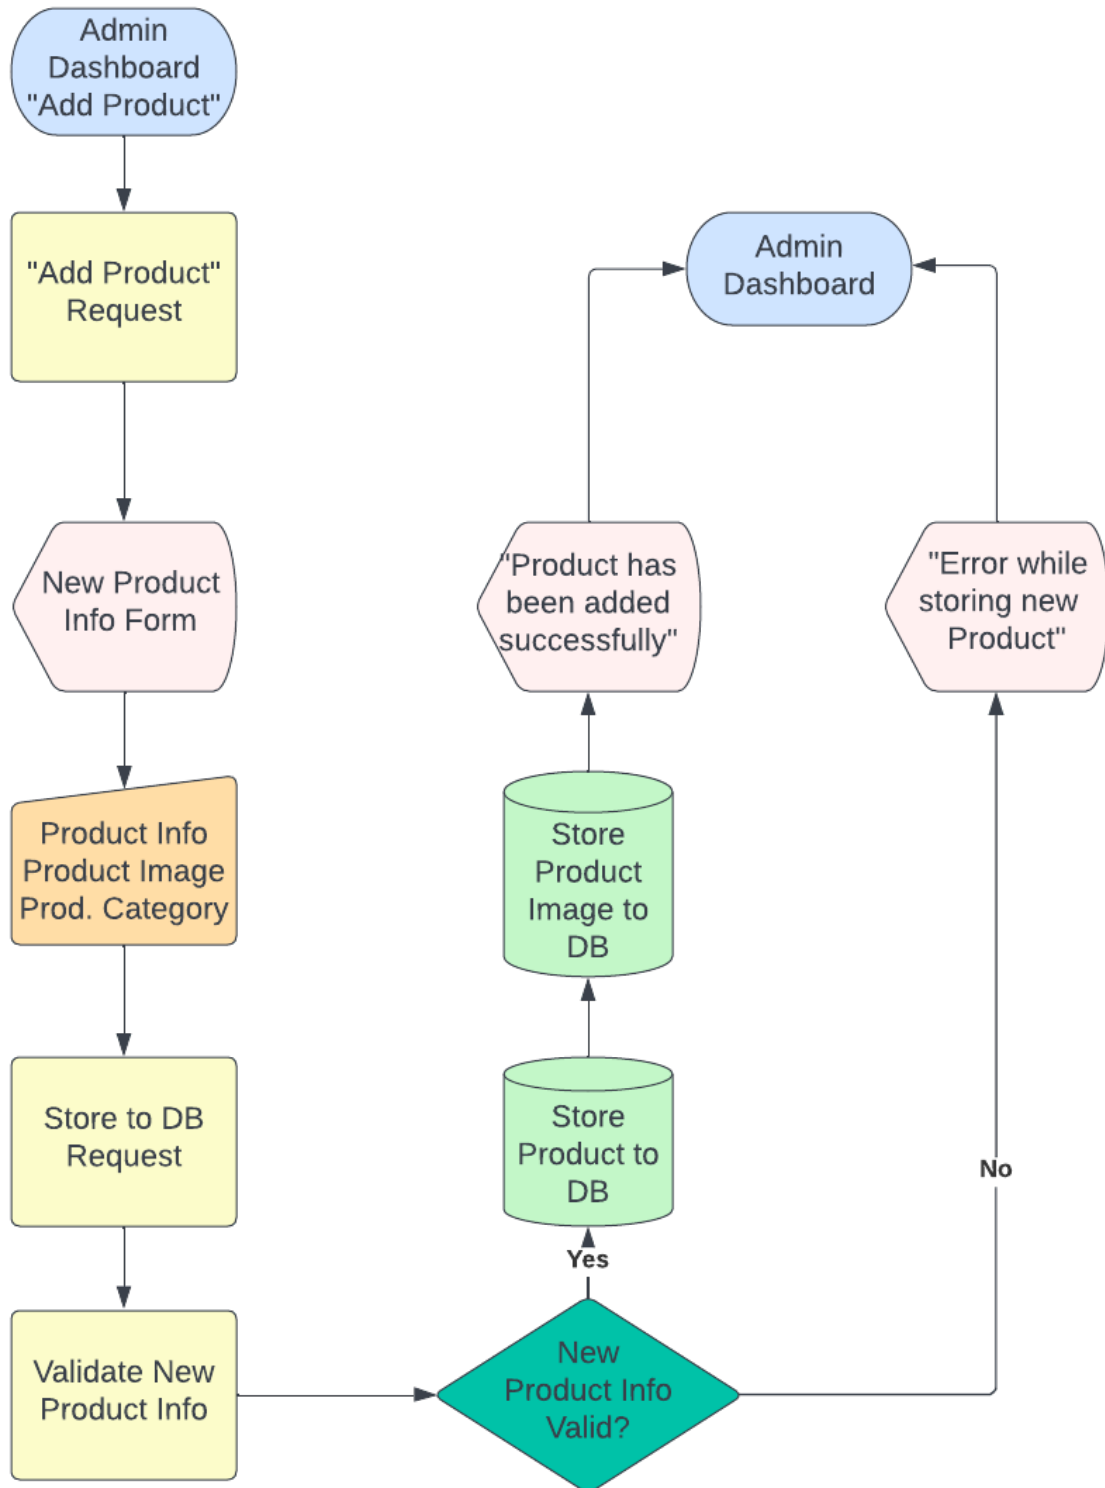 Admin
Dashboard
"Add Product"
"Add Product"
Request
New Product
Info Form
Product Info
Product Image
Prod. Category
Store to DB
Request
Validate New
Product Info
New
Product Info
Valid?
Yes
Store
Product to
DB
Store
Product
Image to
DB
"Product has
been added
successfully"
No
"Error while
storing new
Product"
Admin
Dashboard